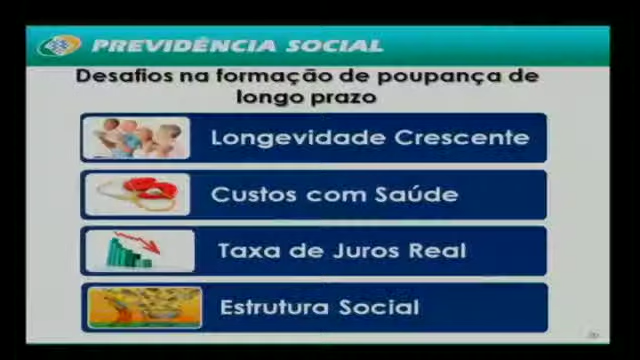 PREVIDÊNCIA SOCIAL
Desafios na formação de poupança de
longo prazo
Longevidade Crescente
Custos com Saúde
Taxa de Juros Real
Estrutura Social